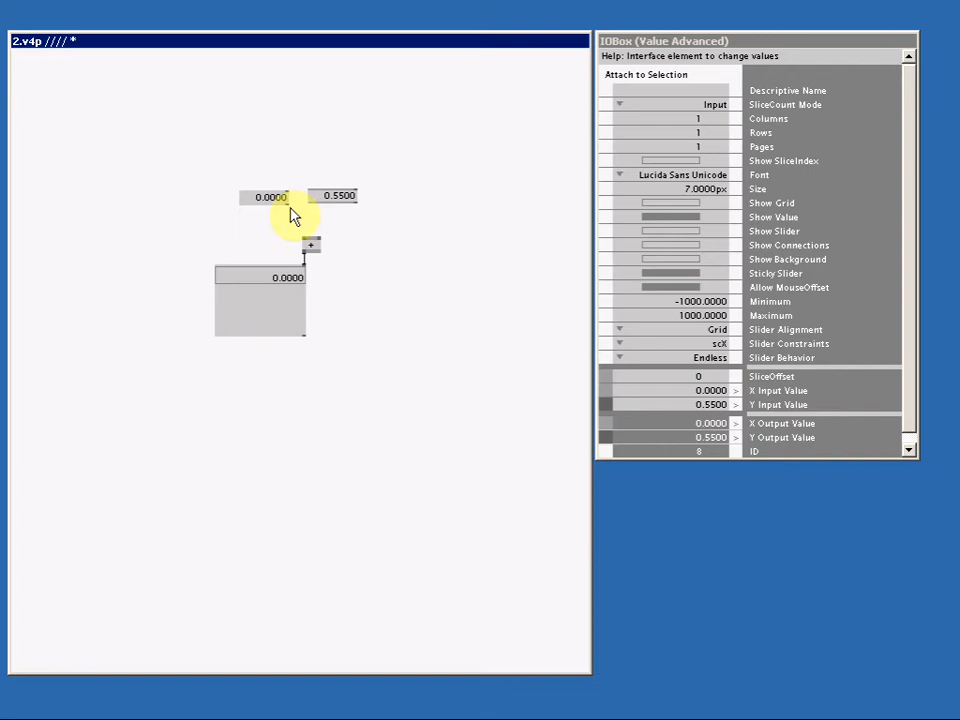 2.v4p //// *
0.0000 0.5500
+
0.0000
IOBox (Value Advanced)
Help: Interface element to change values
Attach to Selection
Descriptive Name
Input SliceCount Mode
1 Columns
1 Rows
1 Pages
Show SliceIndex
Lucida Sans Unicode Font
7.0000px Size
Show Grid
Show Value
Show Slider
Show Connections
Show Background
Sticky Slider
Allow MouseOffset
-1000.0000 Minimum
1000.0000 Maximum
Grid Slider Alignment
scX Slider Constraints
Endless Slider Behavior
0 SliceOffset
0.0000 > X Input Value
0.5500 > Y Input Value
0.0000 > X Output Value
0.5500 > Y Output Value
8 ID